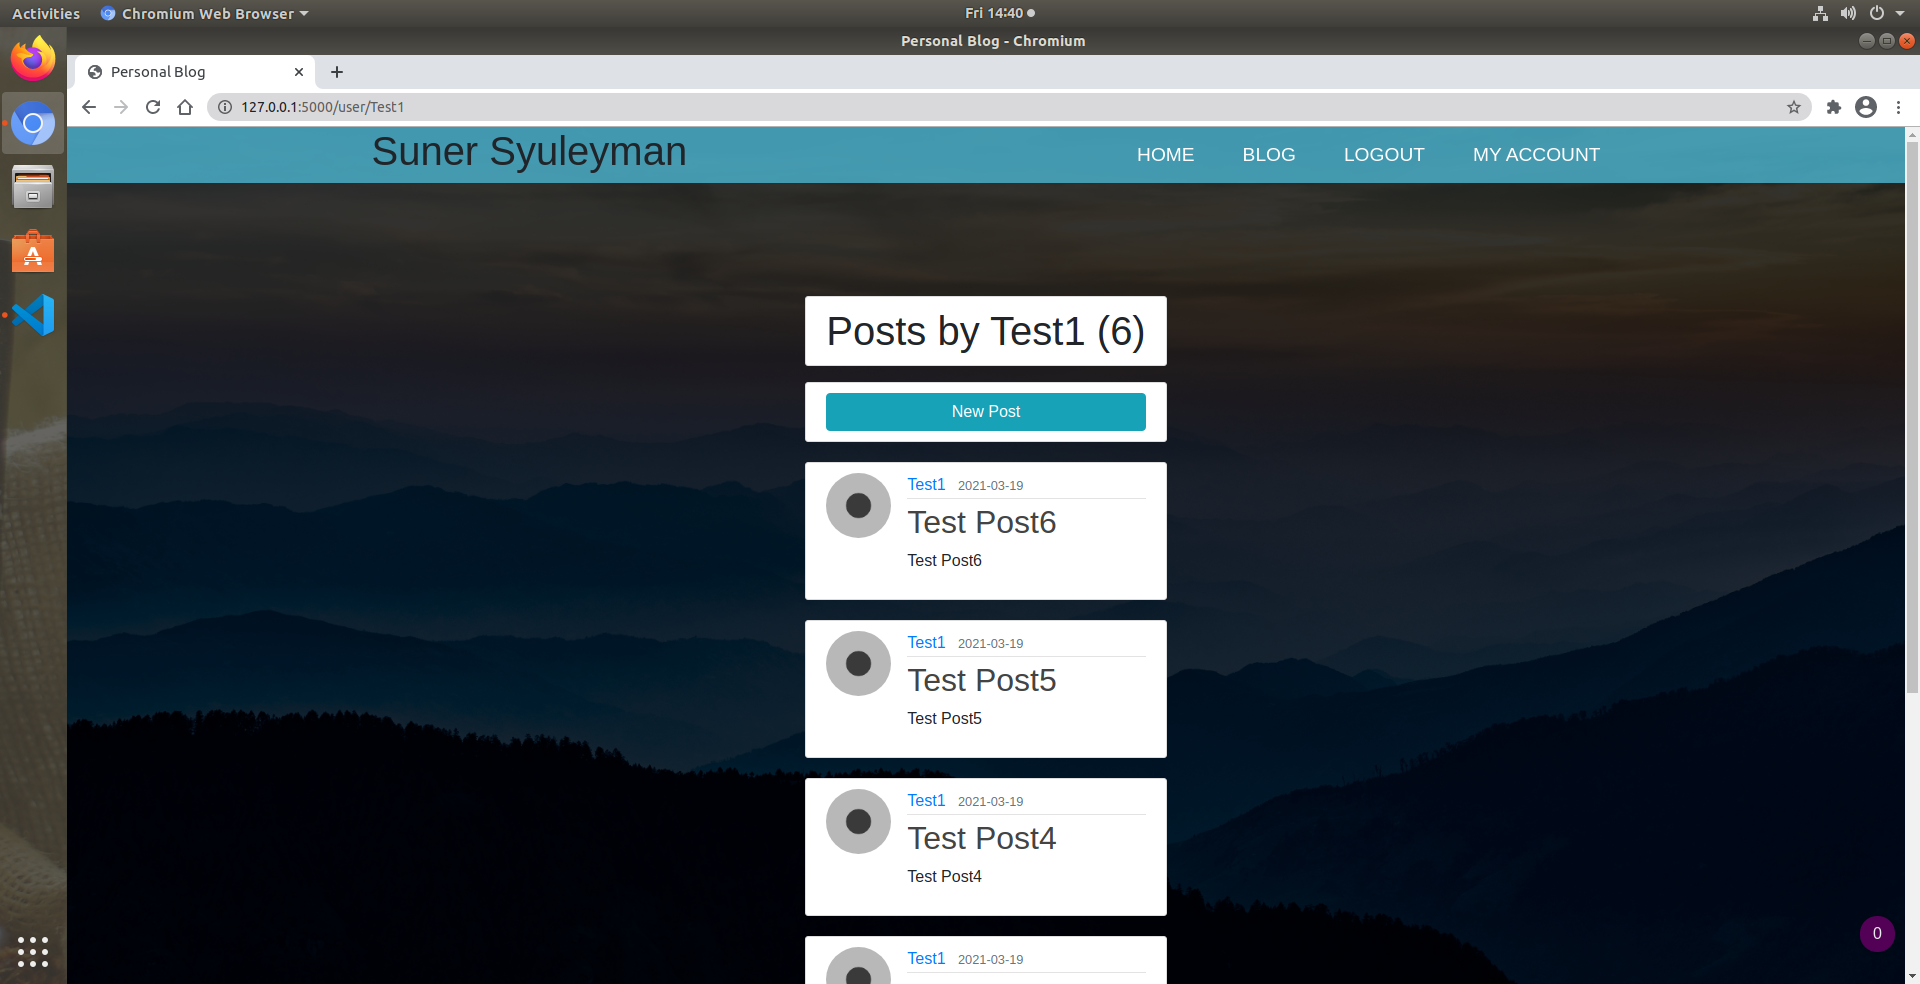 Activities Chromium Web Browser Fri 14:40
Personal Blog - Chromium
Personal Blog
127.0.0.1:5000/user/Test1
Suner Syuleyman HOME BLOG LOGOUT MY ACCOUNT
Posts by Test1 (6)
New Post
Test1 2021-03-19
Test Post6
Test Post6
Test1 2021-03-19
Test Post5
Test Post5
Test1 2021-03-19
Test Post4
Test Post4
0
Test1 2021-03-19